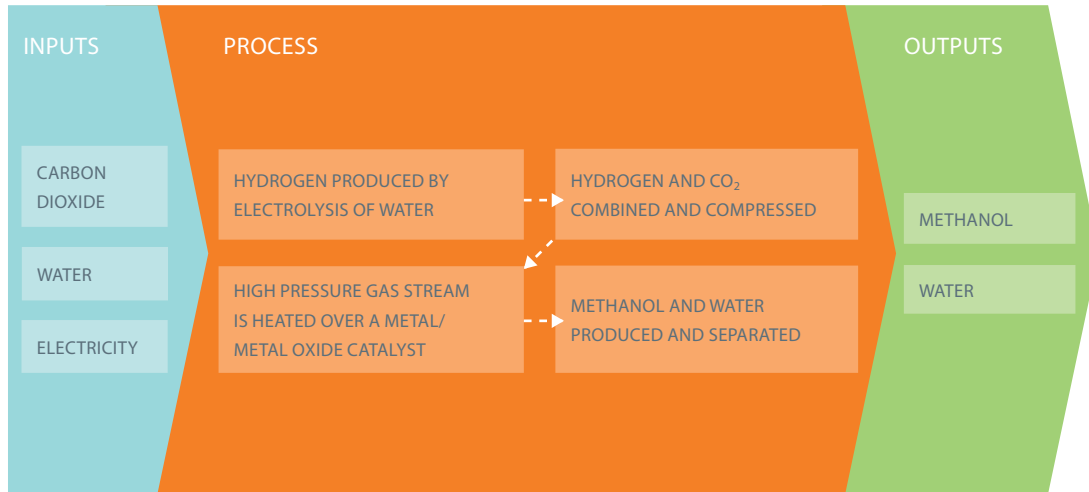 INPUTS
CARBON
DIOXIDE
WATER
ELECTRICITY
PROCESS
HYDROGEN PRODUCED BY
ELECTROLYSIS OF WATER
HYDROGEN AND CO₂
COMBINED AND COMPRESSED
HIGH PRESSURE GAS STREAM
IS HEATED OVER A METAL/
METAL OXIDE CATALYST
METHANOL AND WATER
PRODUCED AND SEPARATED
OUTPUTS
METHANOL
WATER